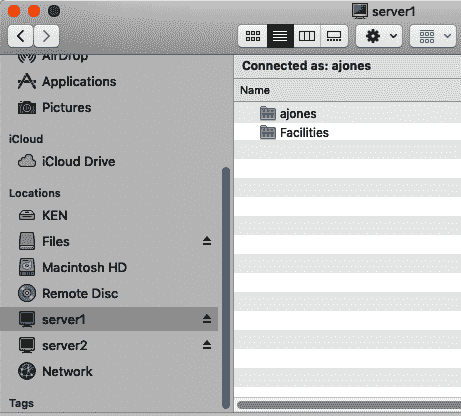 server1
AirDrop
Applications
Pictures
iCloud
iCloud Drive
Locations
KEN
Files
Macintosh HD
Remote Disc
server1
server2
Network
Tags
Connected as: ajones
Name
ajones
Facilities